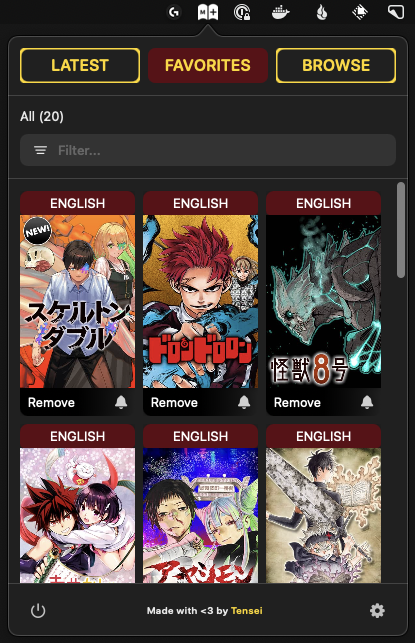 M+
LATEST
FAVORITES
BROWSE
All (20)
Filter...
ENGLISH
ENGLISH
ENGLISH
NEW!
スケルトン
ダブル
ドロンドロロン
怪獣8号
Remove
Remove
Remove
ENGLISH
ENGLISH
ENGLISH
アヤシモン
Made with <3 by Tensei